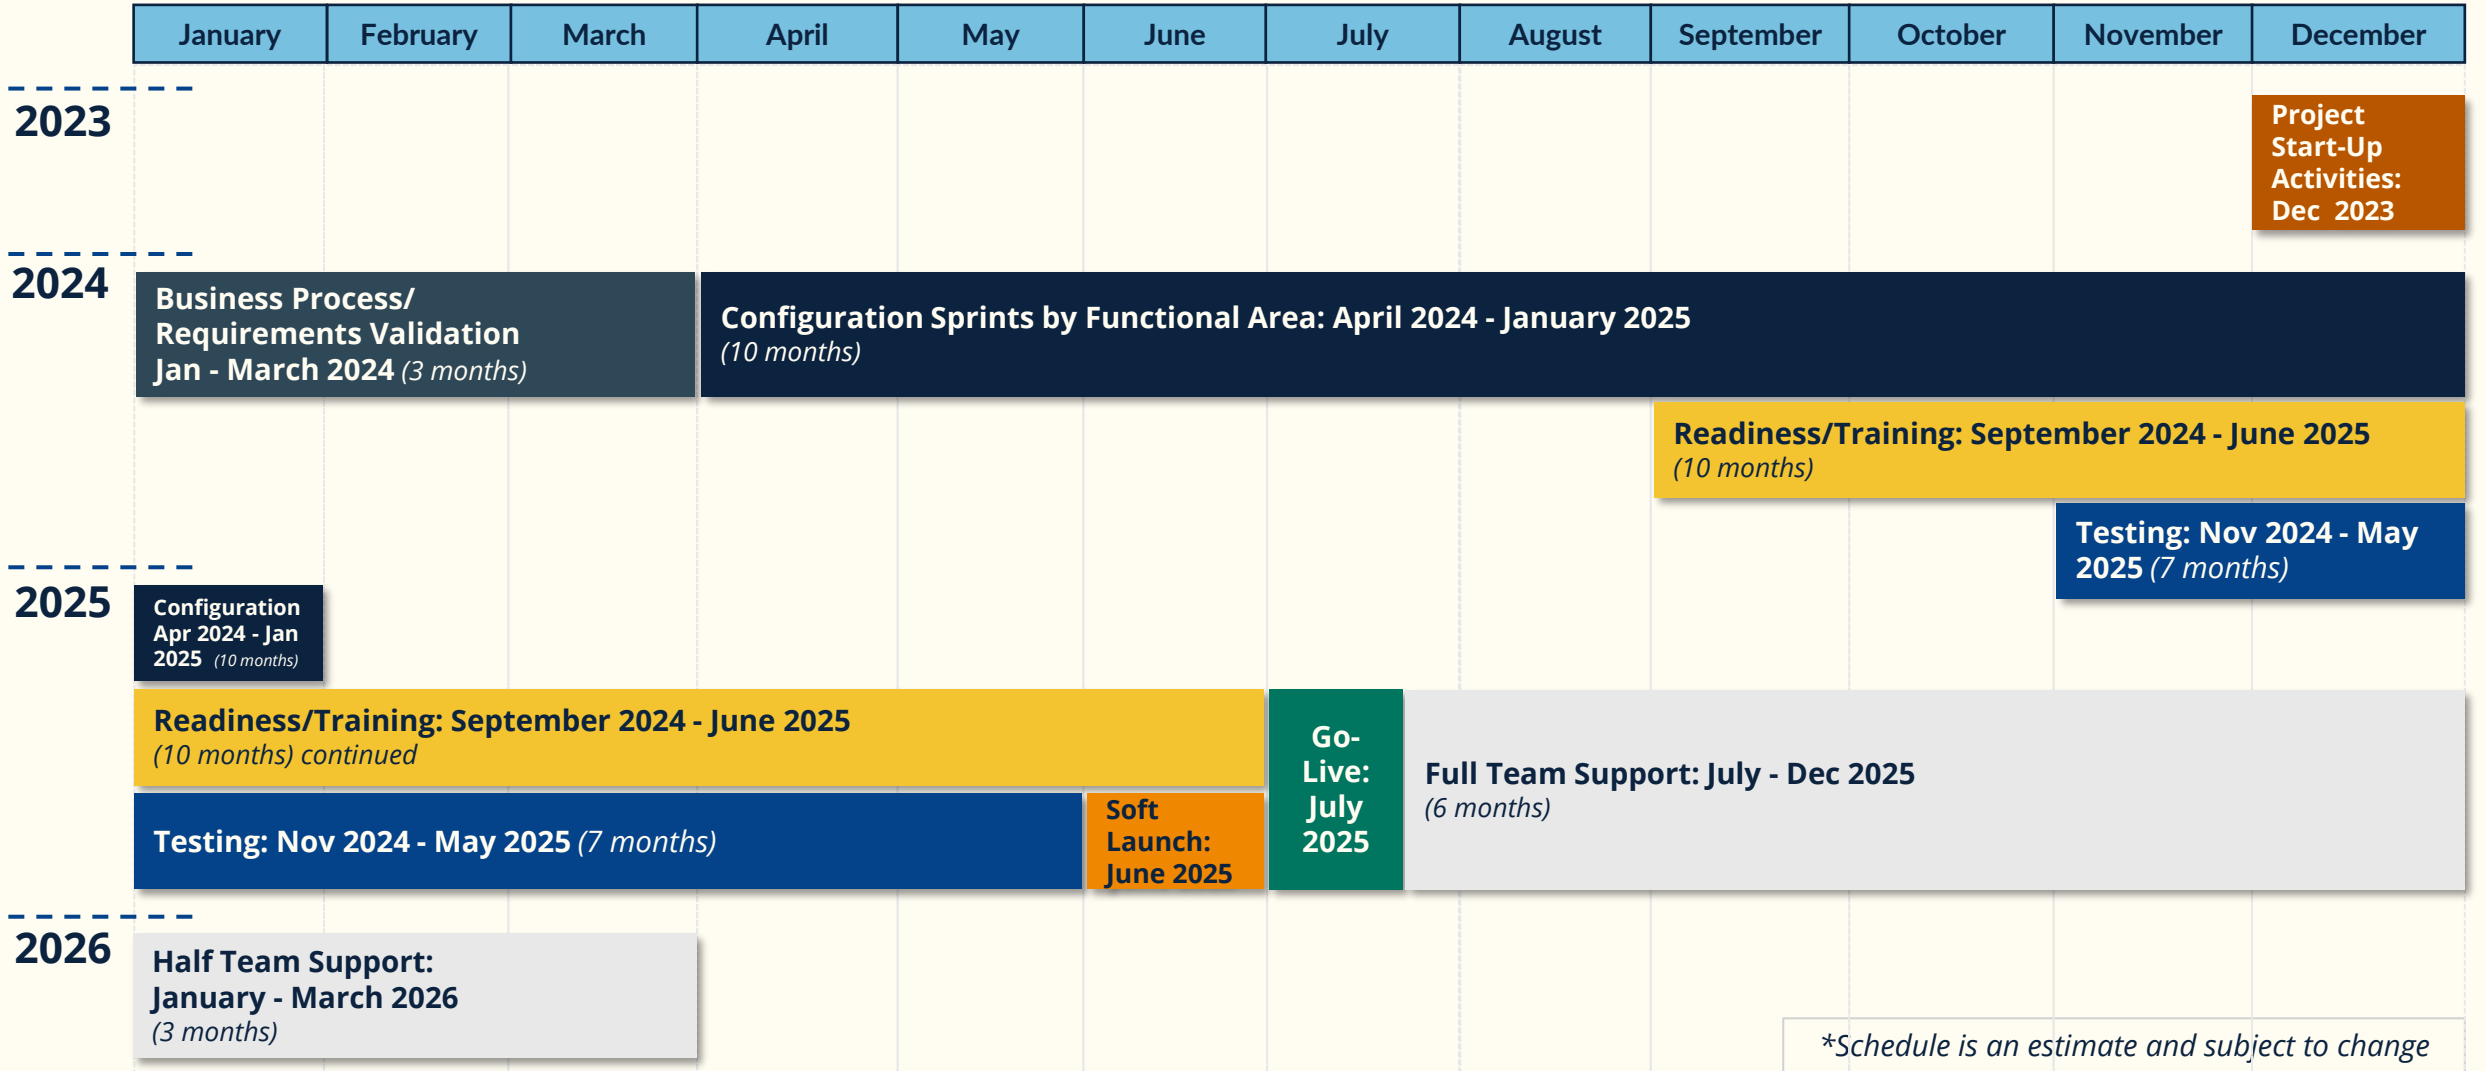 January February March April May June July August September October November December
2023
Project
Start-Up
Activities:
Dec 2023
2024
Business Process/
Requirements Validation
Jan - March 2024 (3 months)
Configuration Sprints by Functional Area: April 2024 - January 2025
(10 months)
Readiness/Training: September 2024 - June 2025
(10 months)
Testing: Nov 2024 - May
2025 (7 months)
2025
Configuration
Apr 2024 - Jan
2025 (10 months)
Readiness/Training: September 2024 - June 2025
(10 months) continued
Testing: Nov 2024 - May 2025 (7 months)
Soft
Launch:
June 2025
Go-
Live:
July
2025
Full Team Support: July - Dec 2025
(6 months)
2026
Half Team Support:
January - March 2026
(3 months)
*Schedule is an estimate and subject to change